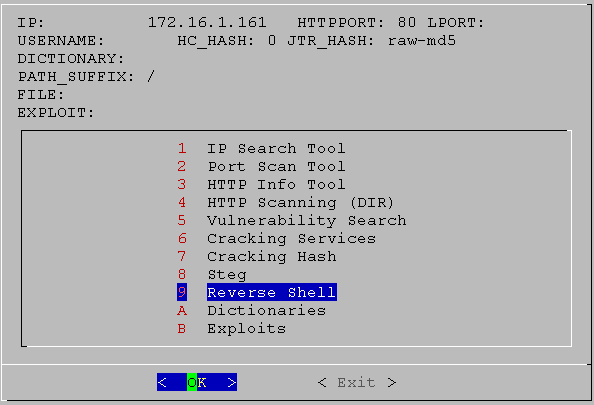 IP: 172.16.1.161 HTTPPORT: 80 LPORT:
USERNAME: HC_HASH: 0 JTR_HASH: raw-md5
DICTIONARY:
PATH_SUFFIX: /
FILE:
EXPLOIT:
1 IP Search Tool
2 Port Scan Tool
3 HTTP Info Tool
4 HTTP Scanning (DIR)
5 Vulnerability Search
6 Cracking Services
7 Cracking Hash
8 Steg
9 Reverse Shell
A Dictionaries
B Exploits
< OK > < Exit >